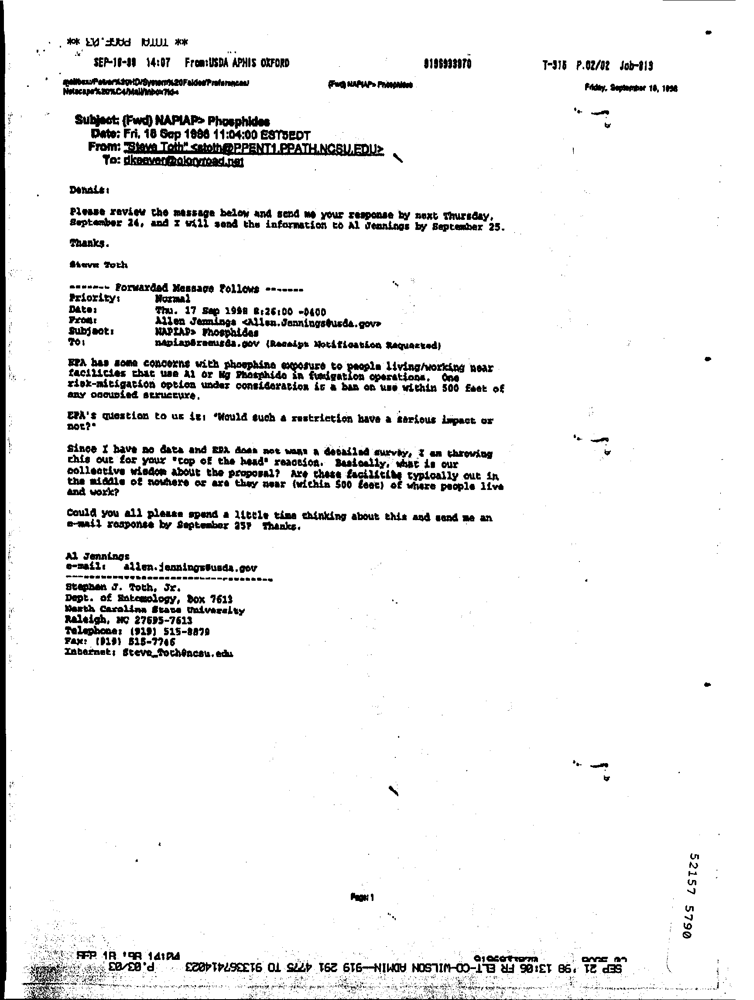 ** TOTAL PAGE.03 **
SEP-18-98 14:07 From:USDA APHIS OXFORD 9196933870 T-316 P.02/02 Job-913
(Fwd) NAPIAP> Phosphides
Friday, September 18, 1998
Subject: (Fwd) NAPIAP> Phosphides
Date: Fri, 18 Sep 1998 11:04:00 EST5EDT
From: "Steve Toth" <stoth@PPENT1.PPATH.NCSU.EDU>
To: dkeever@gloryroad.net
Dennis:
Please review the message below and send me your response by next Thursday,
September 24, and I will send the information to Al Jennings by September 25.
Thanks.
Steve Toth
------- Forwarded Message Follows -------
Priority: Normal
Date: Thu, 17 Sep 1998 8:26:00 -0400
From: Allen Jennings <Allen.Jennings@usda.gov>
Subject: NAPIAP> Phosphides
To: napiap@reeusda.gov (Receipt Notification Requested)
EPA has some concerns with phosphine exposure to people living/working near
facilities that use Al or Mg Phosphide in fumigation operations. One
risk-mitigation option under consideration is a ban on use within 500 feet of
any occupied structure.
EPA's question to us is: "Would such a restriction have a serious impact or
not?"
Since I have no data and EPA does not want a detailed survey, I am throwing
this out for your "top of the head" reaction. Basically, what is our
collective wisdom about the proposal? Are these facilities typically out in
the middle of nowhere or are they near (within 500 feet) of where people live
and work?
Could you all please spend a little time thinking about this and send me an
e-mail response by September 25? Thanks.
Al Jennings
e-mail: allen.jennings@usda.gov
Stephen J. Toth, Jr.
Dept. of Entomology, Box 7613
North Carolina State University
Raleigh, NC 27695-7613
Telephone: (919) 515-8879
Fax: (919) 515-7746
Internet: Steve_Toth@ncsu.edu
52157 5790
Page 1
SEP 18 '98 14:04
SEP 21 '98 13:06 FR ELT-CO-WILSON ADMIN-919 291 4775 TO 913367414023 P.03/03